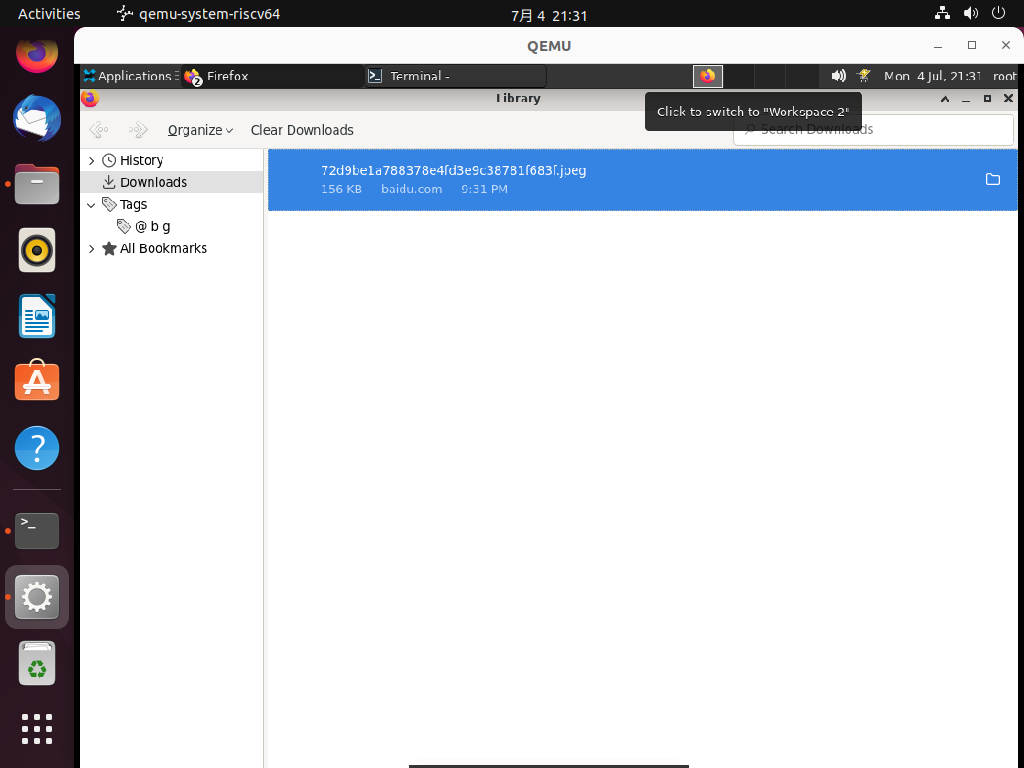 Activities qemu-system-riscv64 7月 4 21:31
QEMU
Applications 2 Firefox Terminal - Mon 4 Jul, 21:31 root
Library
Click to switch to "Workspace 2"
Organize Clear Downloads Search Downloads
History
Downloads
Tags
@ b g
All Bookmarks
72d9be1a788378e4fd3e9c38781f683f.jpeg
156 KB baidu.com 9:31 PM